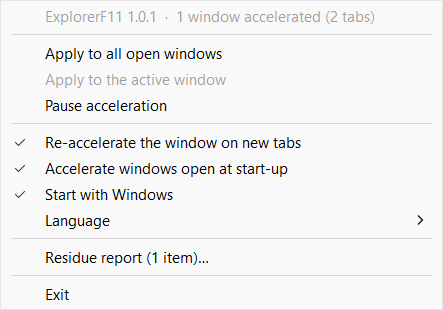 ExplorerF11 1.0.1 · 1 window accelerated (2 tabs)
Apply to all open windows
Apply to the active window
Pause acceleration
Re-accelerate the window on new tabs
Accelerate windows open at start-up
Start with Windows
Language
Residue report (1 item)...
Exit